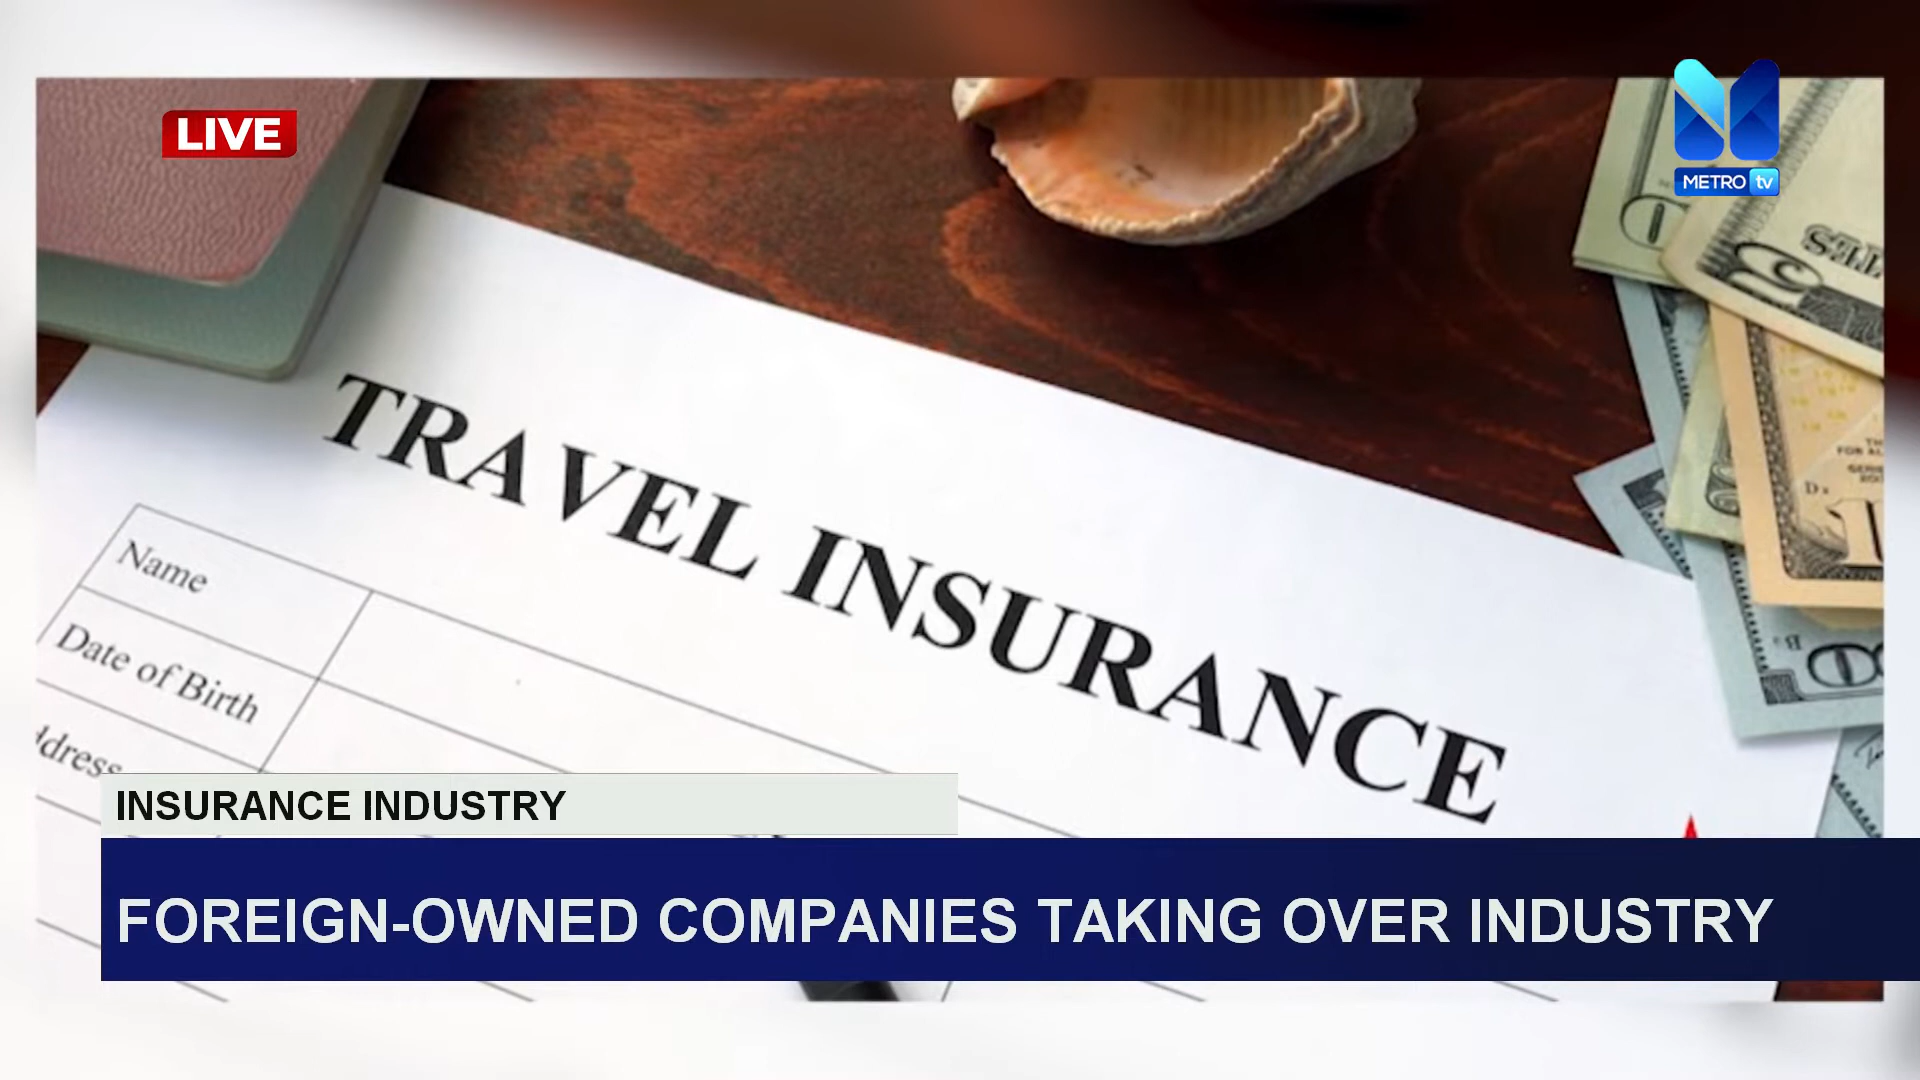 LIVE
METRO tv
TRAVEL INSURANCE
Name
Date of Birth
INSURANCE INDUSTRY
FOREIGN-OWNED COMPANIES TAKING OVER INDUSTRY